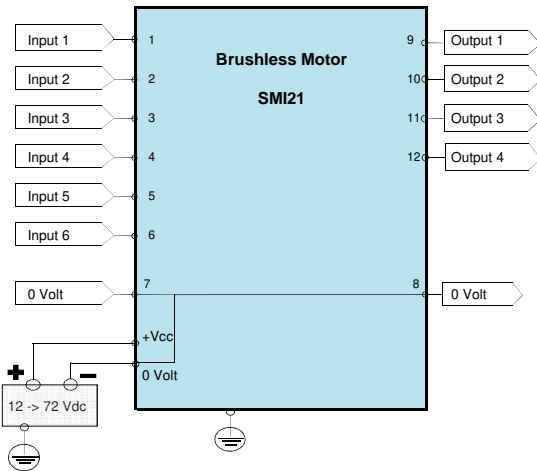 Input 1
1
Input 2
2
Input 3
3
Input 4
4
Input 5
5
Input 6
6
0 Volt
7
Brushless Motor
SMI21
9
Output 1
10
Output 2
11
Output 3
12
Output 4
8
0 Volt
+Vcc
0 Volt
+
−
12 -> 72 Vdc